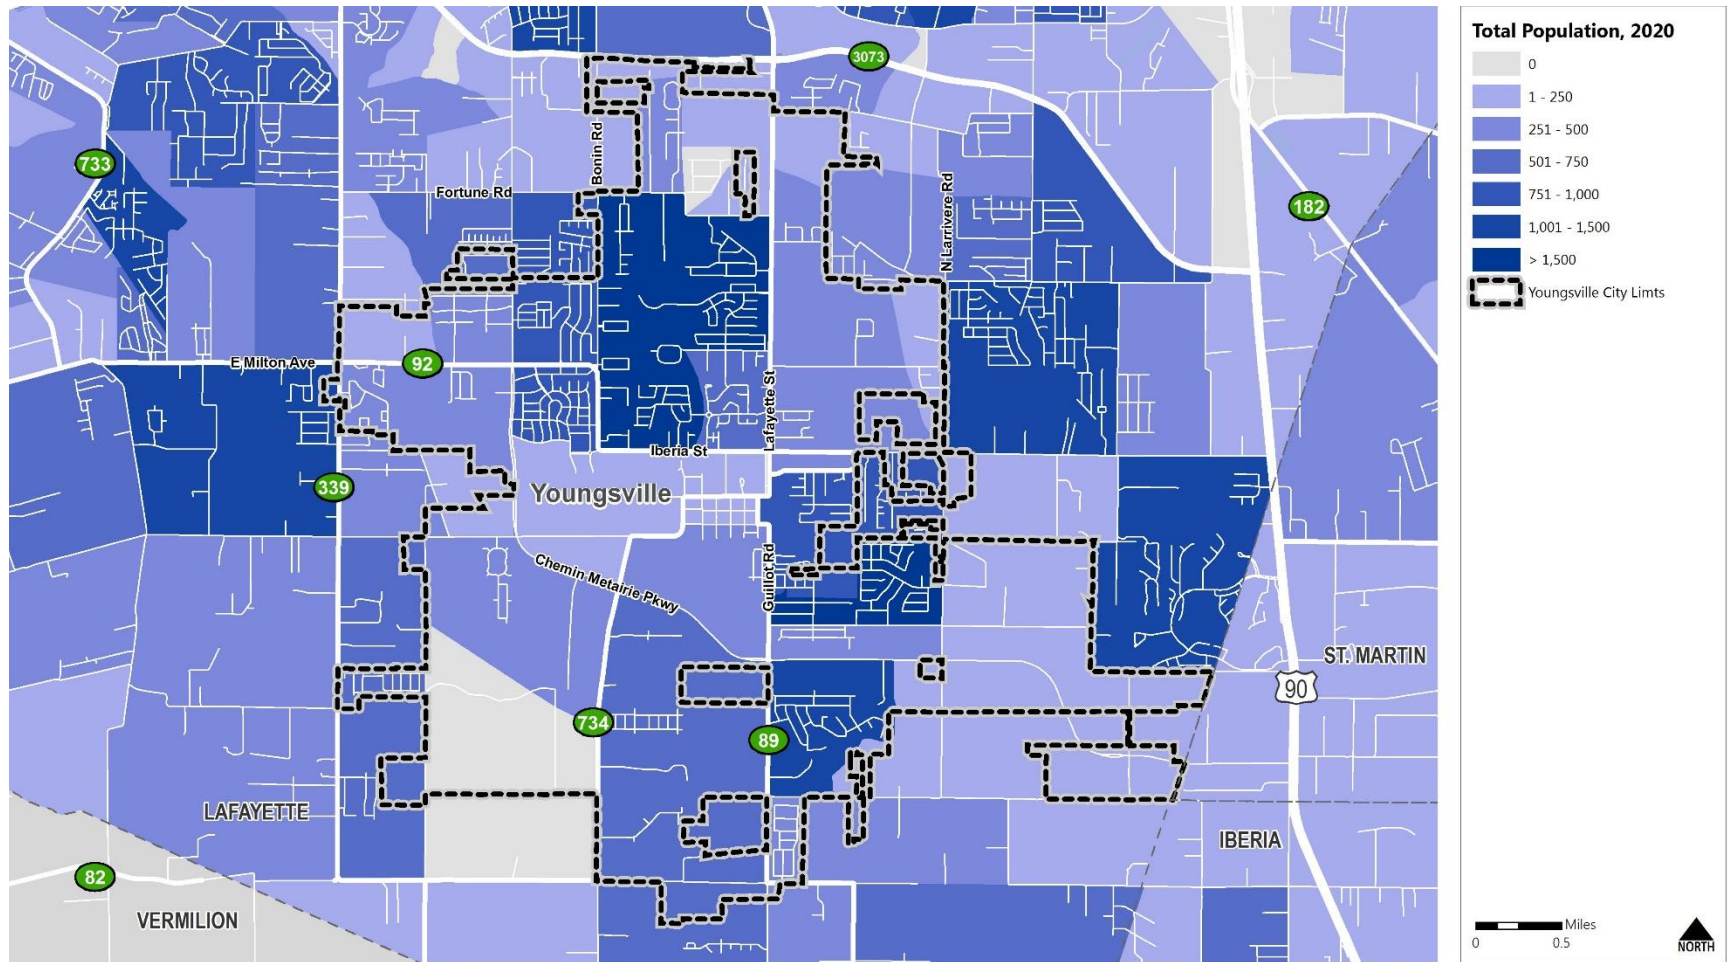 3073
Bonin Rd
733
Fortune Rd
N Larrivere Rd
182
E Milton Ave
92
Lafayette St
Iberia St
339
Youngsville
Chemin Metairie Pkwy
Guillot Rd
ST. MARTIN
90
734
89
LAFAYETTE
IBERIA
82
VERMILION
Total Population, 2020
0
1 - 250
251 - 500
501 - 750
751 - 1,000
1,001 - 1,500
> 1,500
Youngsville City Limts
Miles
0 0.5
NORTH